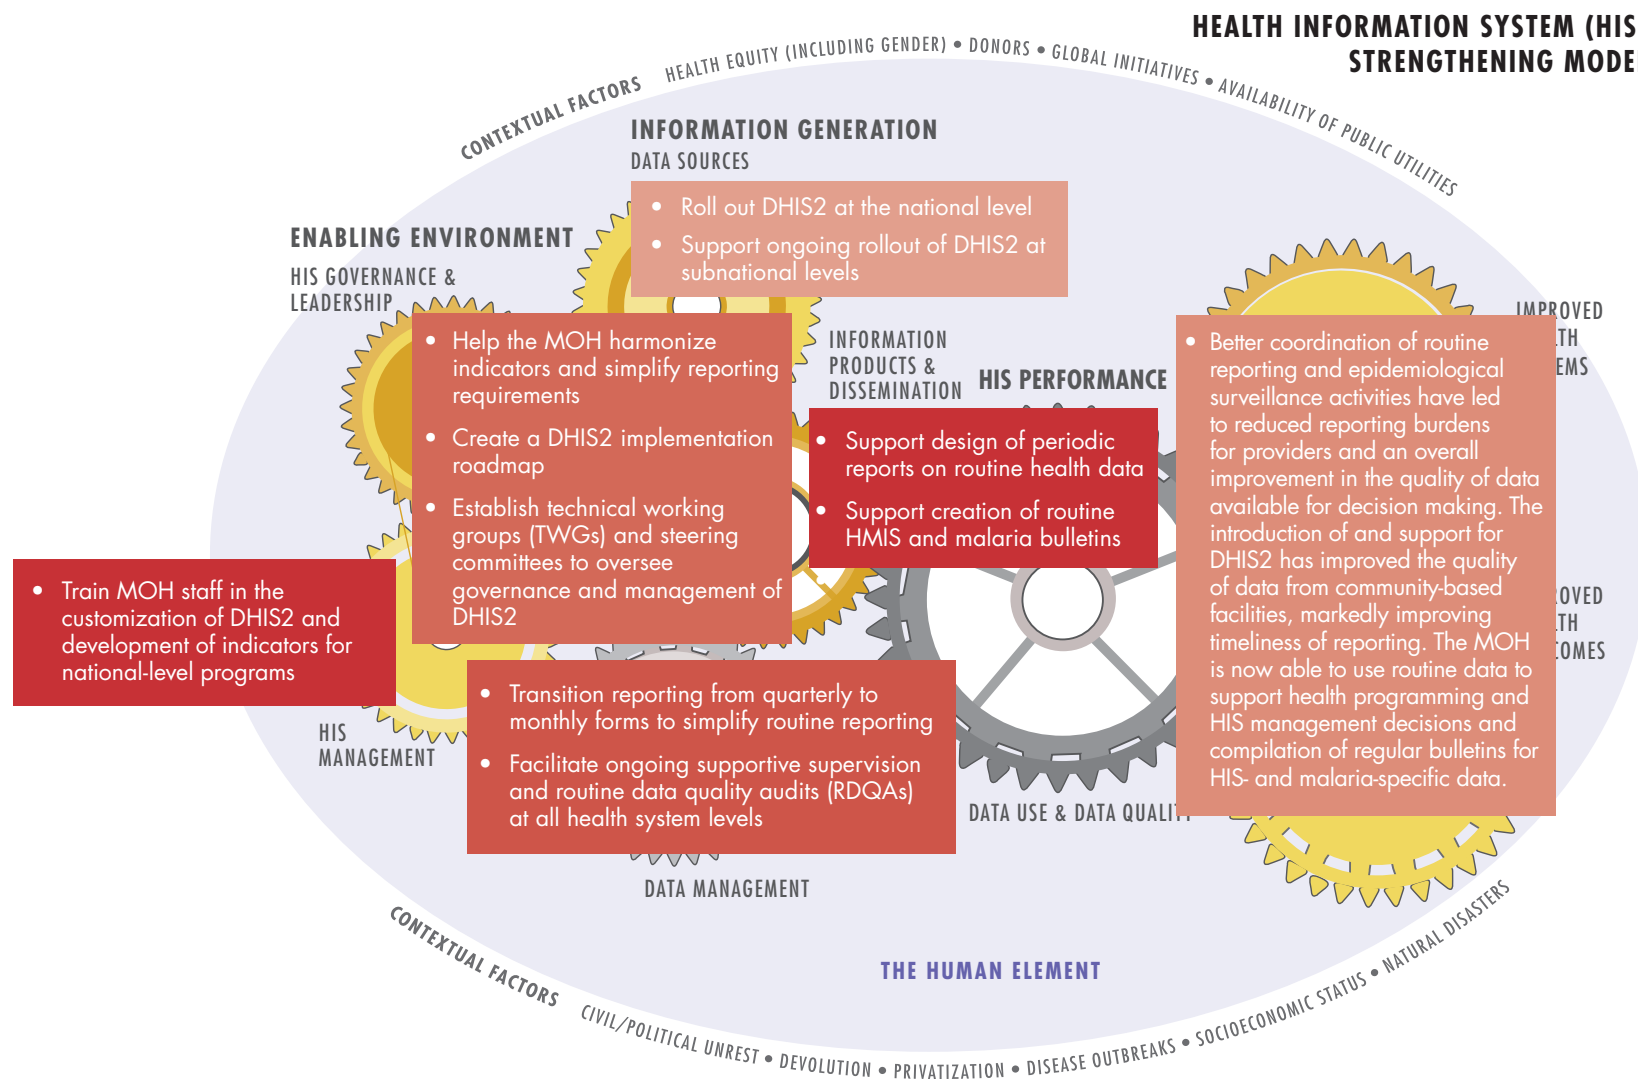 HEALTH INFORMATION SYSTEM (HIS
STRENGTHENING MODE
CONTEXTUAL FACTORS HEALTH EQUITY (INCLUDING GENDER) • DONORS • GLOBAL INITIATIVES • AVAILABILITY OF PUBLIC UTILITIES
INFORMATION GENERATION
DATA SOURCES
• Roll out DHIS2 at the national level
• Support ongoing rollout of DHIS2 at
subnational levels
ENABLING ENVIRONMENT
HIS GOVERNANCE &
LEADERSHIP
• Help the MOH harmonize
indicators and simplify reporting
requirements
• Create a DHIS2 implementation
roadmap
• Establish technical working
groups (TWGs) and steering
committees to oversee
governance and management of
DHIS2
INFORMATION
PRODUCTS &
DISSEMINATION
HIS PERFORMANCE
• Support design of periodic
reports on routine health data
• Support creation of routine
HMIS and malaria bulletins
IMPROVED
LTH
EMS
• Better coordination of routine
reporting and epidemiological
surveillance activities have led
to reduced reporting burdens
for providers and an overall
improvement in the quality of data
available for decision making. The
introduction of and support for
DHIS2 has improved the quality
of data from community-based
facilities, markedly improving
timeliness of reporting. The MOH
is now able to use routine data to
support health programming and
HIS management decisions and
compilation of regular bulletins for
HIS- and malaria-specific data.
OVED
TH
COMES
• Train MOH staff in the
customization of DHIS2 and
development of indicators for
national-level programs
HIS
MANAGEMENT
• Transition reporting from quarterly to
monthly forms to simplify routine reporting
• Facilitate ongoing supportive supervision
and routine data quality audits (RDQAs)
at all health system levels
DATA USE & DATA QUALITY
DATA MANAGEMENT
THE HUMAN ELEMENT
CONTEXTUAL FACTORS CIVIL/POLITICAL UNREST • DEVOLUTION • PRIVATIZATION • DISEASE OUTBREAKS • SOCIOECONOMIC STATUS • NATURAL DISASTERS